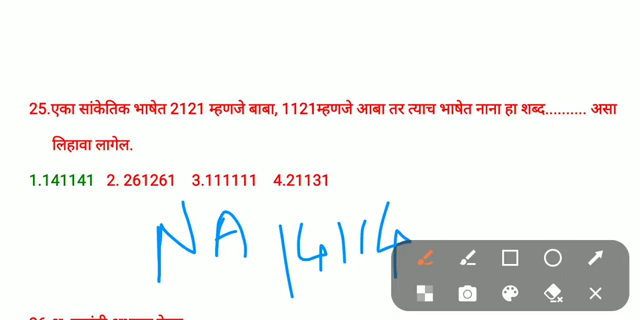 25.एका सांकेतिक भाषेत 2121 म्हणजे बाबा, 1121म्हणजे आबा तर त्याच भाषेत नाना हा शब्द.......... असा
लिहावा लागेल.
1.141141 2. 261261 3.111111 4.21131
NA 14114